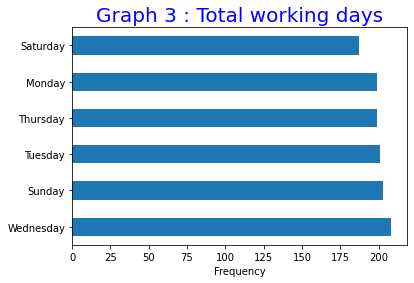 Graph 3 : Total working days
Saturday
Monday
Thursday
Tuesday
Sunday
Wednesday
0 25 50 75 100 125 150 175 200
Frequency